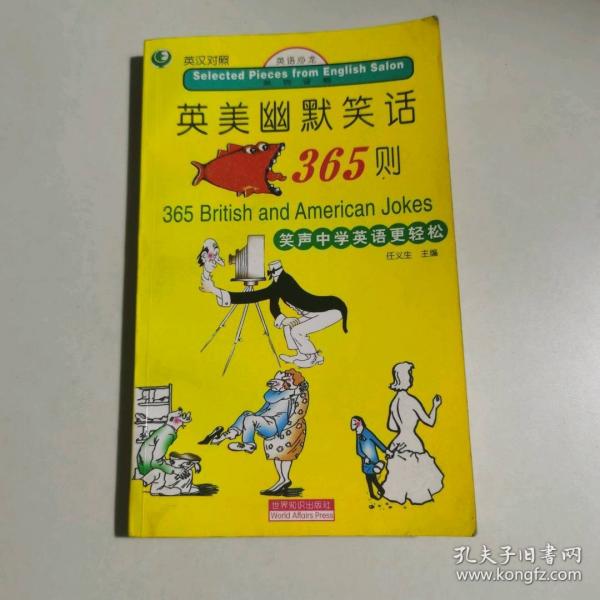 英汉对照
英语沙龙
Selected Pieces from English Salon
英美幽默笑话
365则
365 British and American Jokes
笑声中学英语更轻松
任义生 主编
世界知识出版社
World Affairs Press
孔夫子旧书网
www.kongfz.com